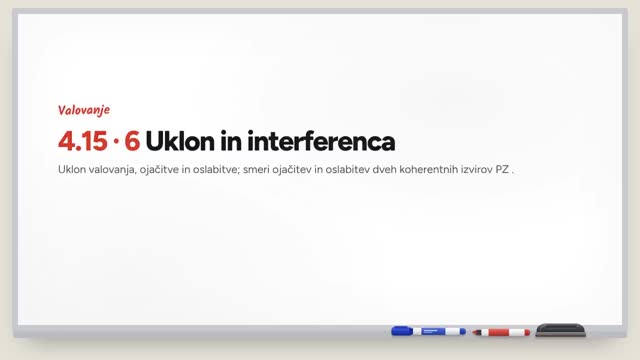 Valovanje
4.15 · 6 Uklon in interferenca
Uklon valovanja, ojačitve in oslabitve; smeri ojačitev in oslabitev dveh koherentnih izvirov PZ .